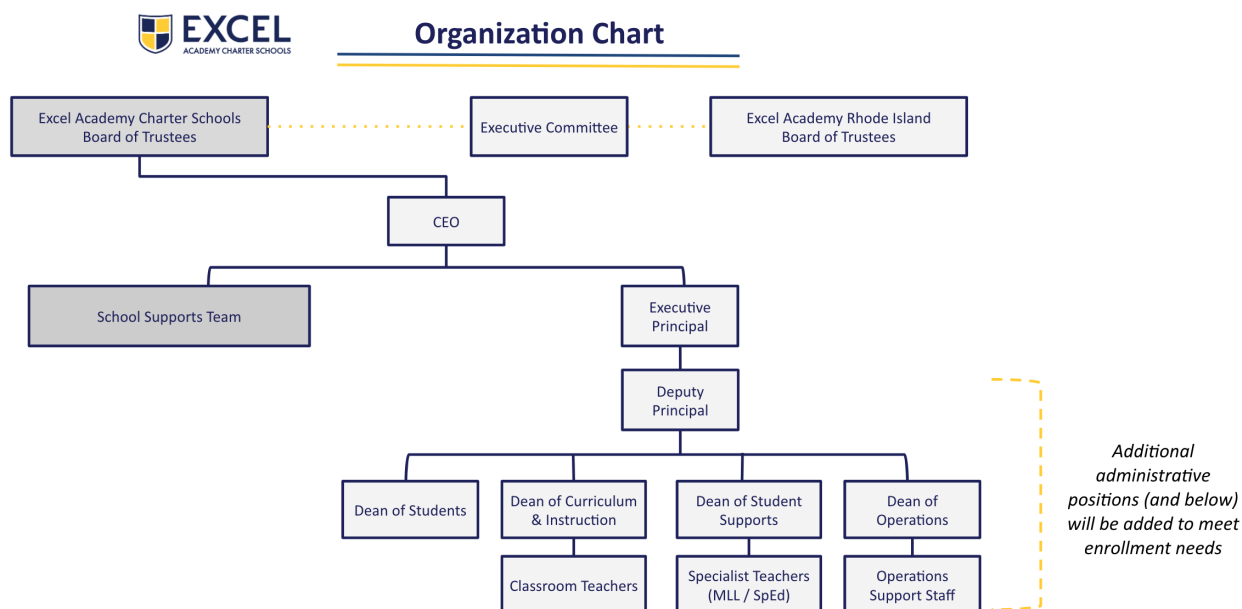 EXCEL
ACADEMY CHARTER SCHOOLS
Organization Chart
Excel Academy Charter Schools
Board of Trustees
Executive Committee
Excel Academy Rhode Island
Board of Trustees
CEO
School Supports Team
Executive
Principal
Deputy
Principal
Dean of Students
Dean of Curriculum
& Instruction
Dean of Student
Supports
Dean of
Operations
Classroom Teachers
Specialist Teachers
(MLL / SpEd)
Operations
Support Staff
Additional
administrative
positions (and below)
will be added to meet
enrollment needs